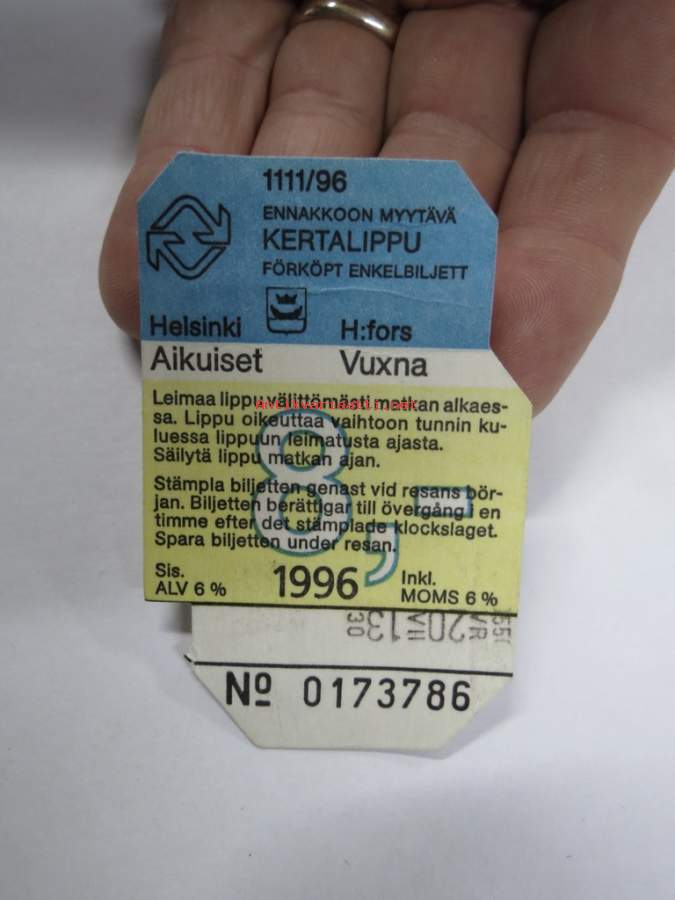 1111/96
ENNAKKOON MYYTÄVÄ
KERTALIPPU
FÖRKÖPT ENKELBILJETT
Helsinki H:fors
Aikuiset Vuxna
Leimaa lippu välittömästi matkan alkaes-
sa. Lippu oikeuttaa vaihtoon tunnin ku-
luessa lippuun leimatusta ajasta.
Säilytä lippu matkan ajan.
Stämpla biljetten genast vid resans bör-
jan. Biljetten berättigar till övergång i en
timme efter det stämplade klockslaget.
Spara biljetten under resan.
8,-
Sis. Inkl.
ALV 6 % 1996 MOMS 6 %
Nº 0173786